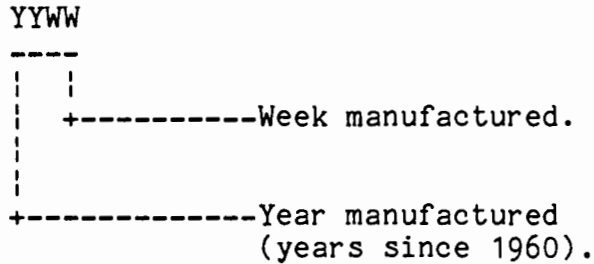 YYWW
----
| |
| +----------Week manufactured.
|
|
+--------------Year manufactured
(years since 1960).